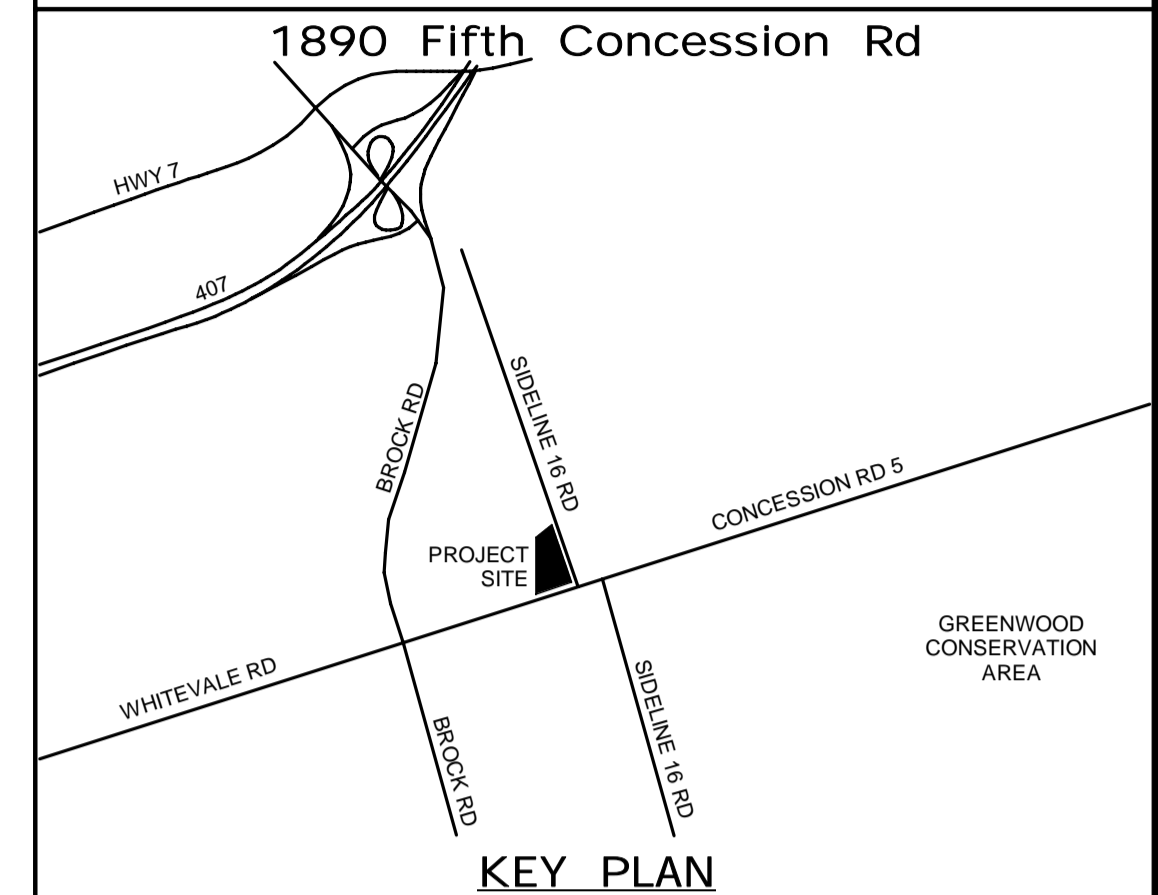 1890 Fifth Concession Rd
HWY 7
407
BROCK RD
SIDELINE 16 RD
CONCESSION RD 5
PROJECT
SITE
GREENWOOD
CONSERVATION
AREA
WHITEVALE RD
BROCK RD
SIDELINE 16 RD
KEY PLAN